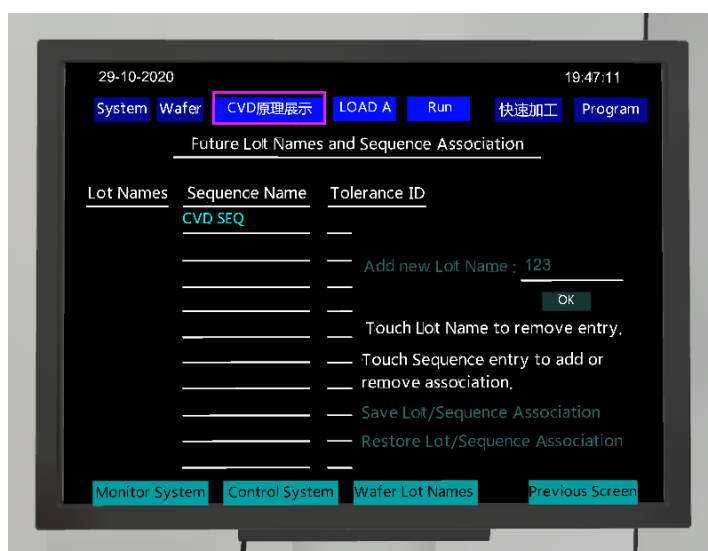 29-10-2020 19:47:11
System Wafer CVD原理展示 LOAD A Run 快速加工 Program
Future Lolt Names and Sequence Association
Lot Names Sequence Name Tolerance ID
CVD SEQ
Add new Lot Name : 123
OK
Touch Llot Name to remove entry.
Touch Sequence entry to add or
remove association.
Save Lot/Sequence Association
Restore Lot/Sequence Association
Monitor System Control System Wafer Lot Names Previous Screen